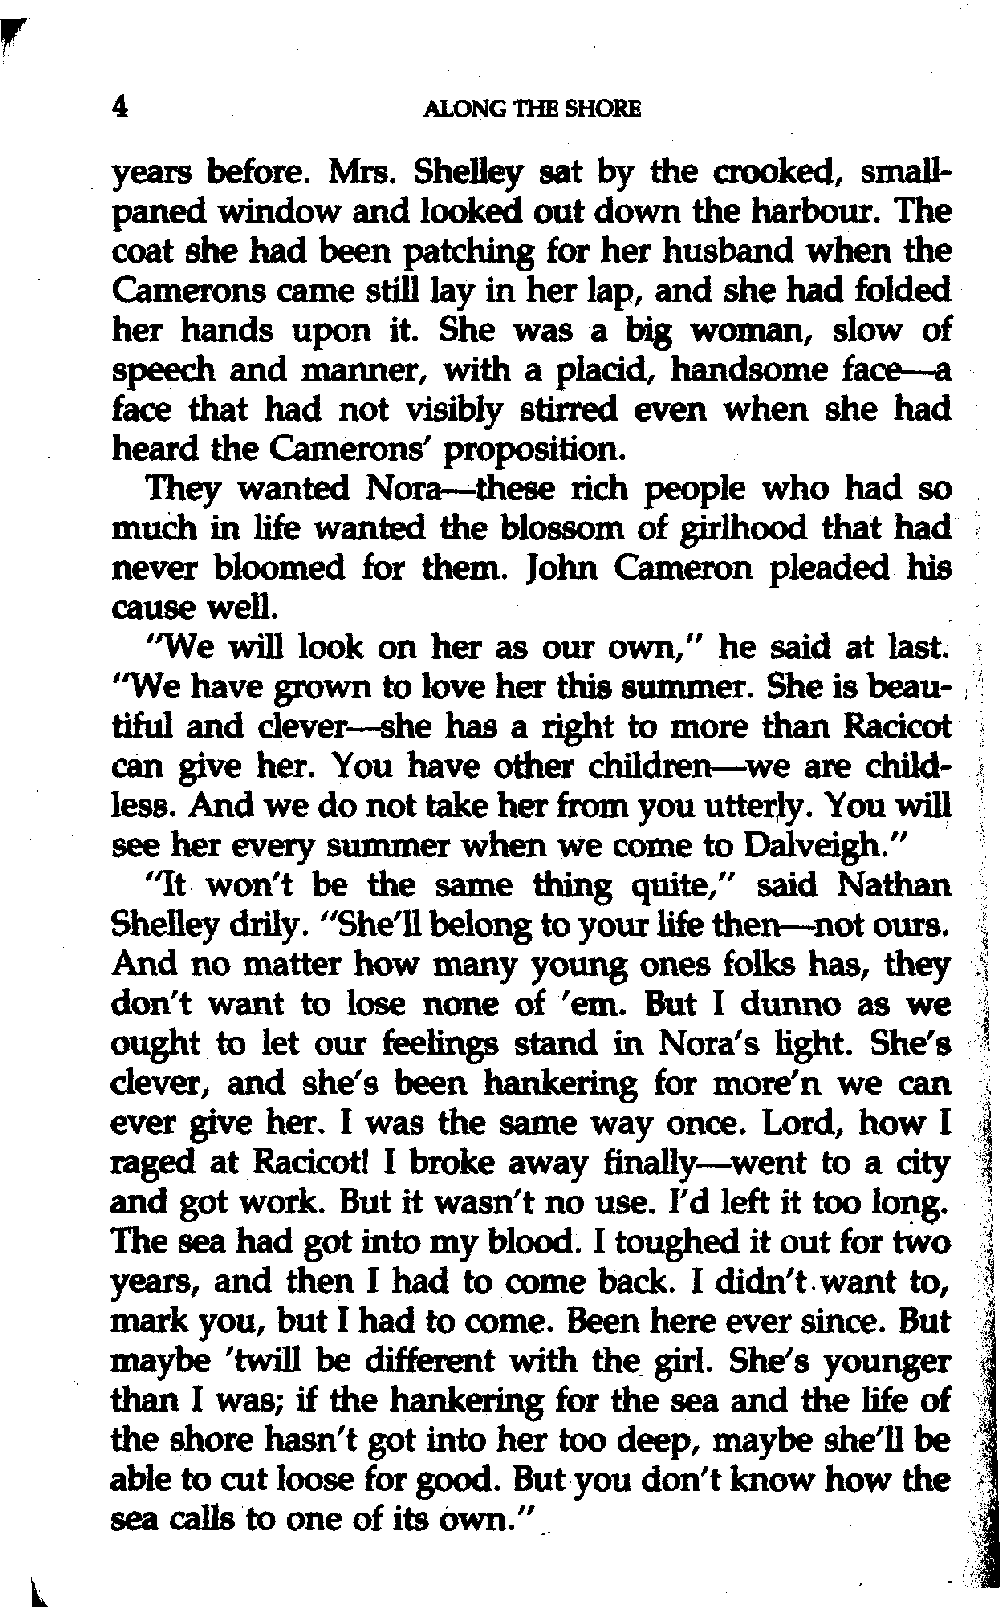 4 ALONG THE SHORE
years before. Mrs. Shelley sat by the crooked, small-
paned window and looked out down the harbour. The
coat she had been patching for her husband when the
Camerons came still lay in her lap, and she had folded
her hands upon it. She was a big woman, slow of
speech and manner, with a placid, handsome face—a
face that had not visibly stirred even when she had
heard the Camerons' proposition.
They wanted Nora—these rich people who had so
much in life wanted the blossom of girlhood that had
never bloomed for them. John Cameron pleaded his
cause well.
"We will look on her as our own," he said at last.
"We have grown to love her this summer. She is beau-
tiful and clever—she has a right to more than Racicot
can give her. You have other children—we are child-
less. And we do not take her from you utterly. You will
see her every summer when we come to Dalveigh."
"It won't be the same thing quite," said Nathan
Shelley drily. "She'll belong to your life then—not ours.
And no matter how many young ones folks has, they
don't want to lose none of 'em. But I dunno as we
ought to let our feelings stand in Nora's light. She's
clever, and she's been hankering for more'n we can
ever give her. I was the same way once. Lord, how I
raged at Racicot! I broke away finally—went to a city
and got work. But it wasn't no use. I'd left it too long.
The sea had got into my blood. I toughed it out for two
years, and then I had to come back. I didn't want to,
mark you, but I had to come. Been here ever since. But
maybe 'twill be different with the girl. She's younger
than I was; if the hankering for the sea and the life of
the shore hasn't got into her too deep, maybe she'll be
able to cut loose for good. But you don't know how the
sea calls to one of its own."